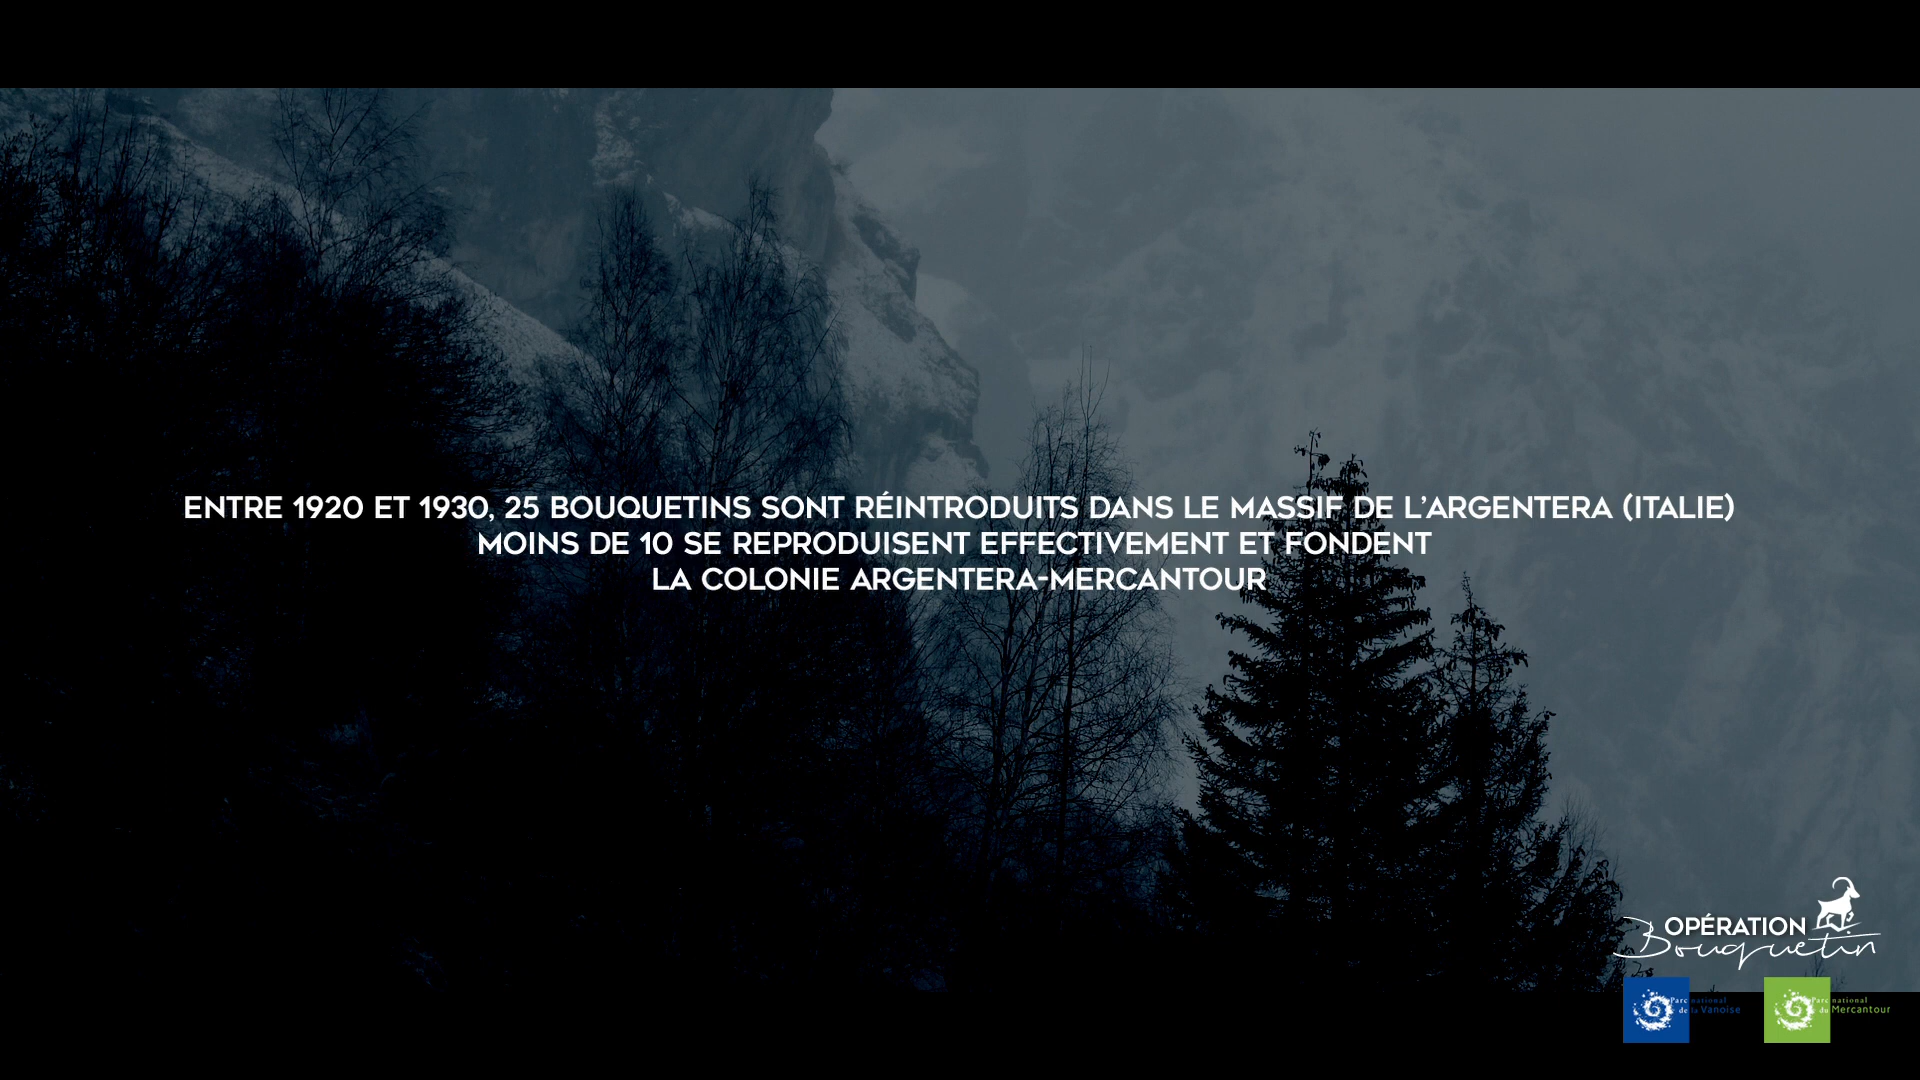 ENTRE 1920 ET 1930, 25 BOUQUETINS SONT RÉINTRODUITS DANS LE MASSIF DE L’ARGENTERA (ITALIE)
MOINS DE 10 SE REPRODUISENT EFFECTIVEMENT ET FONDENT
LA COLONIE ARGENTERA-MERCANTOUR
OPÉRATION
Bouquetin
Parc national
de la Vanoise
Parc national
du Mercantour